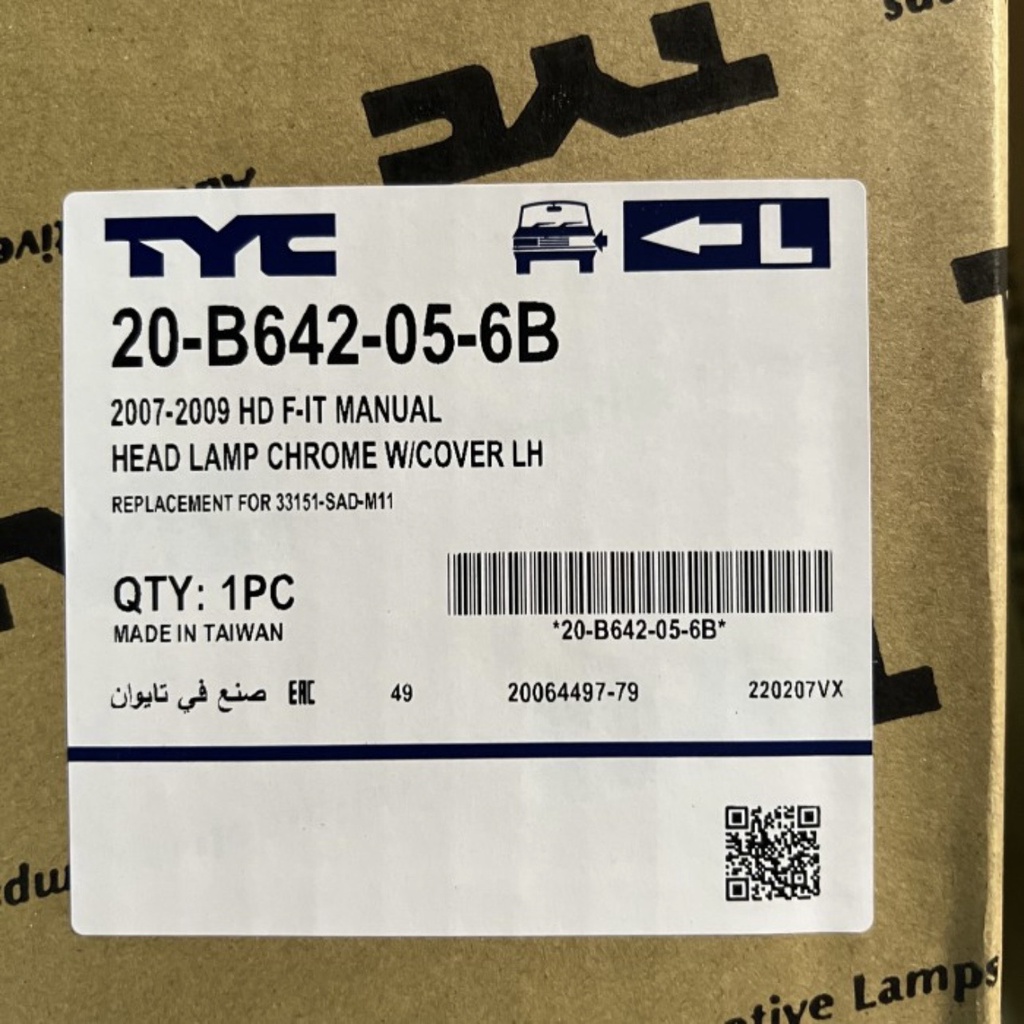 TYC
TYC
L
20-B642-05-6B
2007-2009 HD F-IT MANUAL
HEAD LAMP CHROME W/COVER LH
REPLACEMENT FOR 33151-SAD-M11
QTY: 1PC
MADE IN TAIWAN
*20-B642-05-6B*
صنع في تايوان EAC 49 20064497-79 220207VX
Lamps